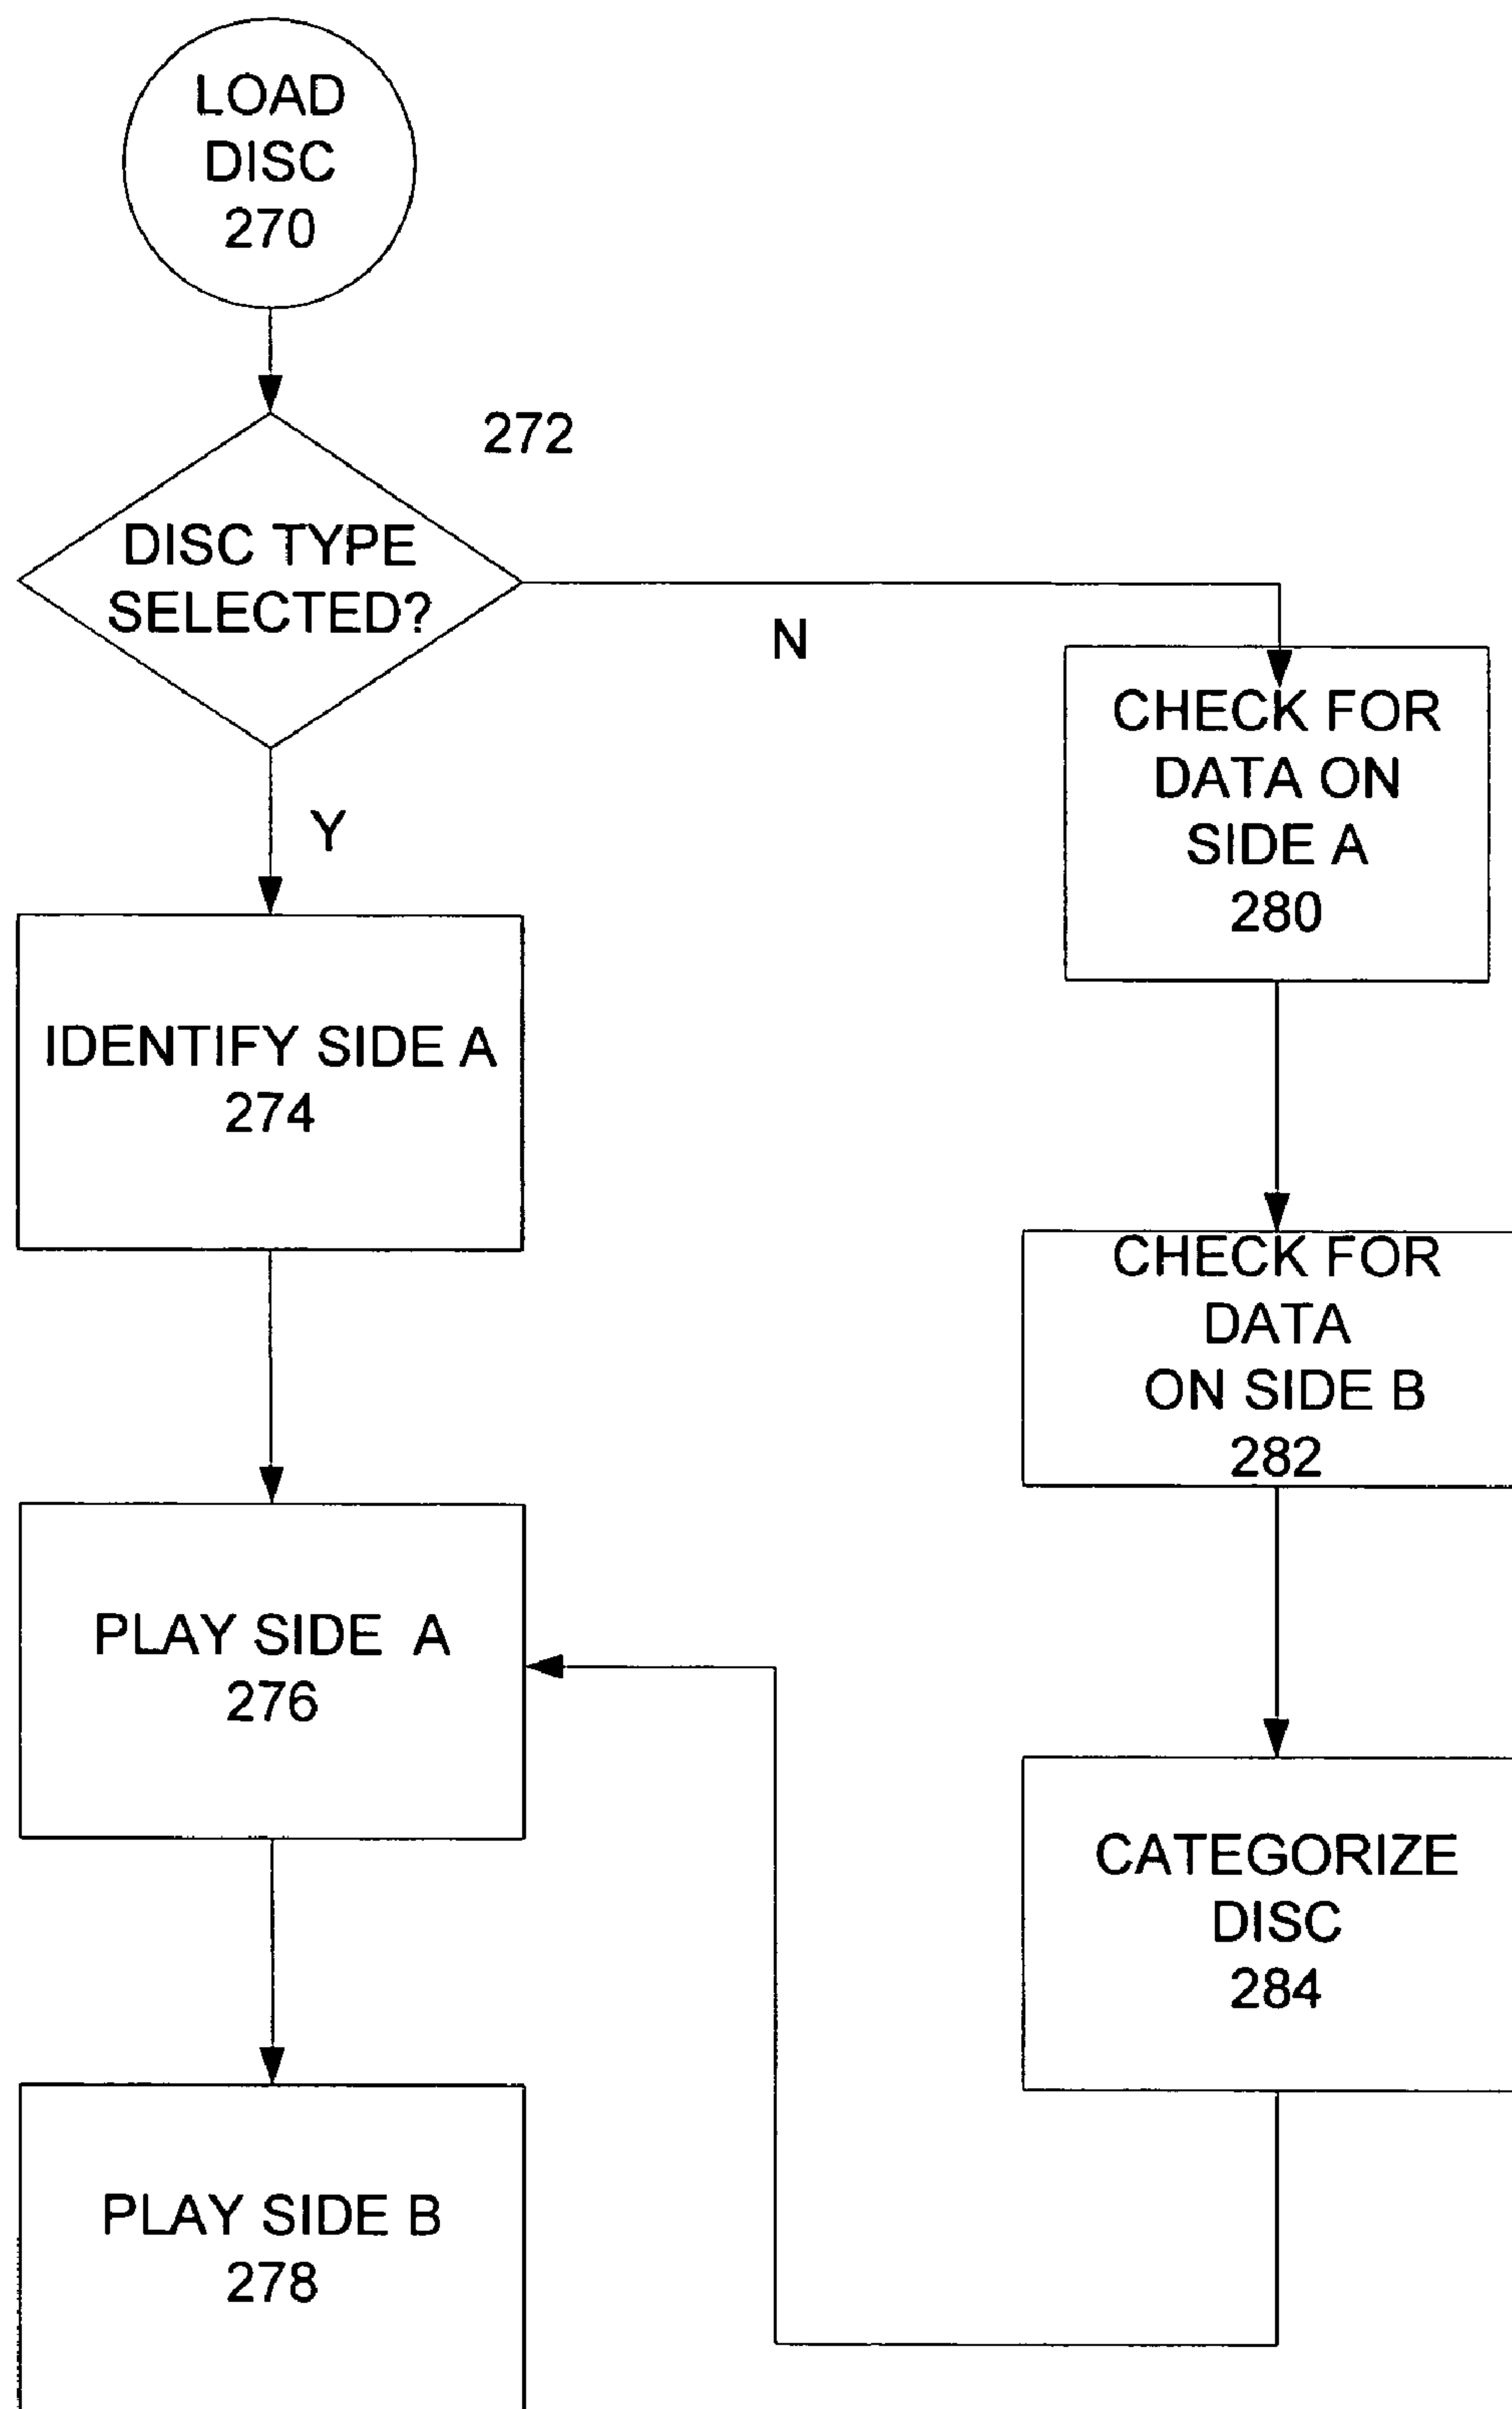 LOAD
DISC
270
272
DISC TYPE
SELECTED?
N
Y
CHECK FOR
DATA ON
SIDE A
280
IDENTIFY SIDE A
274
CHECK FOR
DATA
ON SIDE B
282
PLAY SIDE A
276
CATEGORIZE
DISC
284
PLAY SIDE B
278